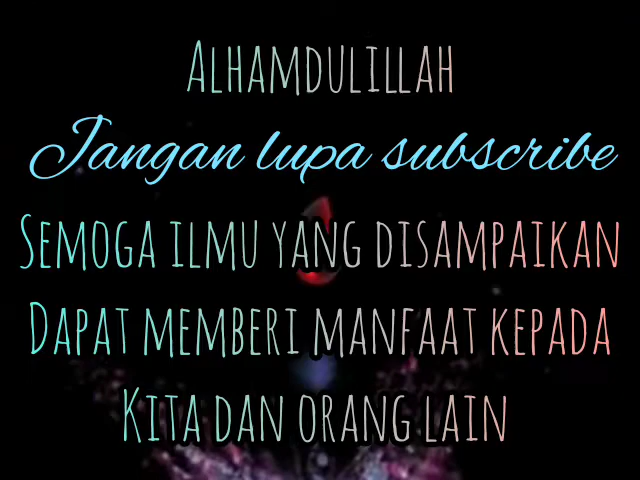 Alhamdulillah
Jangan lupa subscribe
Semoga ilmu yang disampaikan
Dapat memberi manfaat kepada
Kita dan orang lain